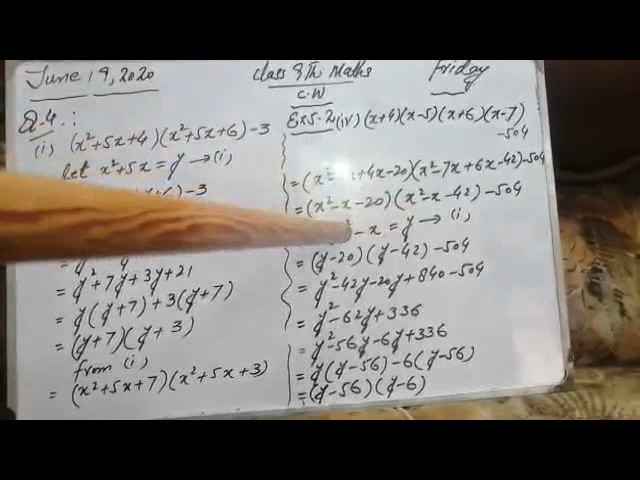 June 19, 2020
Class 9Th Maths
Friday
C.W
Q.4 :
(i) (x²+5x+4)(x²+5x+6)-3
let x²+5x = y → (i)
-3
= y²+7y+3y+21
= y(y+7)+3(y+7)
= (y+7)(y+3)
from (i)
= (x²+5x+7)(x²+5x+3)
Ex5.2 (iv) (x+4)(x-5)(x+6)(x-7)
-504
= (x² +4x-20)(x²-7x+6x-42)-504
= (x²-x-20)(x²-x-42)-504
-x = y → (i)
= (y-20)(y-42)-504
= y²-42y-20y+840-504
= y²-62y+336
= y²-56y-6y+336
= y(y-56)-6(y-56)
= (y-56)(y-6)